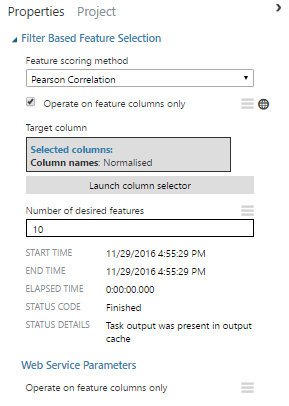 Properties Project
Filter Based Feature Selection
Feature scoring method
Pearson Correlation
Operate on feature columns only
Target column
Selected columns:
Column names: Normalised
Launch column selector
Number of desired features
10
START TIME 11/29/2016 4:55:29 PM
END TIME 11/29/2016 4:55:29 PM
ELAPSED TIME 0:00:00.000
STATUS CODE Finished
STATUS DETAILS Task output was present in output
cache
Web Service Parameters
Operate on feature columns only